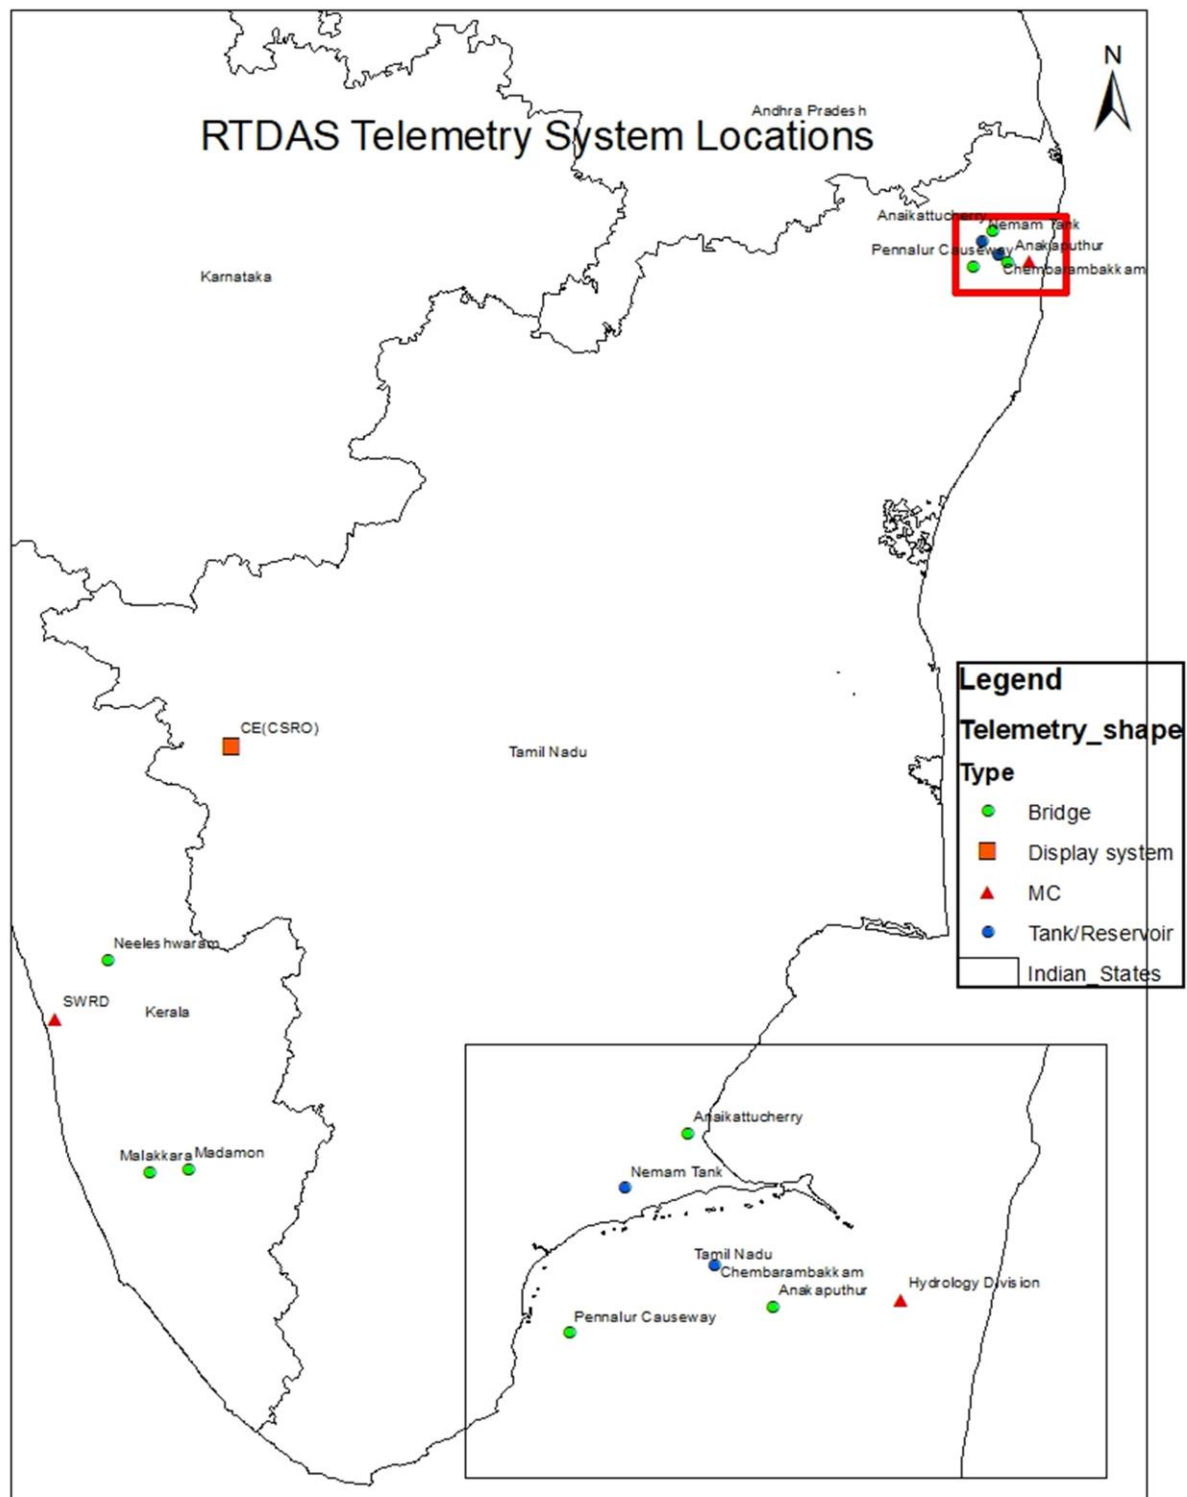 N
Andhra Pradesh
RTDAS Telemetry System Locations
Anaikattucherry
Nemam Tank
Pennalur Causeway
Anakaputhur
Chembarambakkam
Karnataka
Legend
Telemetry_shape
Type
Bridge
Display system
MC
Tank/Reservoir
Indian_States
CE(CSRO)
Tamil Nadu
Neeleshwaram
SWRD
Kerala
Malakkara
Madamon
Anaikattucherry
Nemam Tank
Tamil Nadu
Chembarambakkam
Anakaputhur
Hydrology Division
Pennalur Causeway